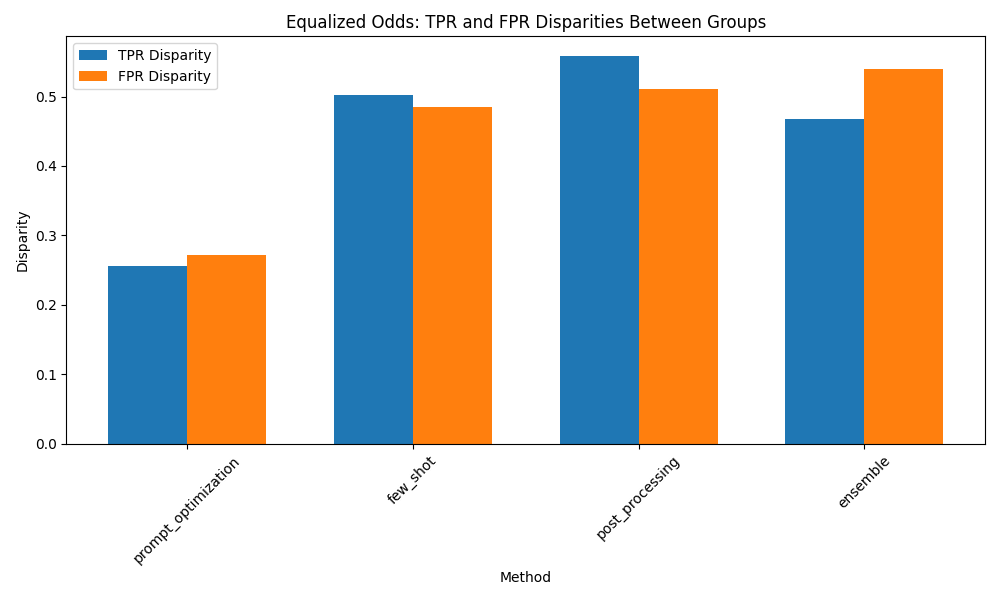 Equalized Odds: TPR and FPR Disparities Between Groups
TPR Disparity
FPR Disparity
Disparity
0.5
0.4
0.3
0.2
0.1
0.0
prompt_optimization
few_shot
post_processing
ensemble
Method